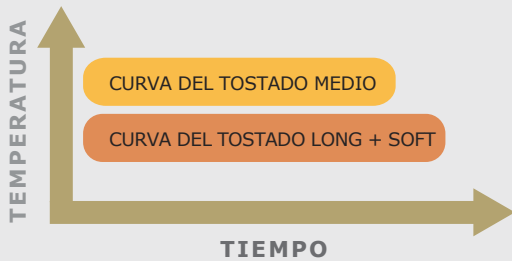 TEMPERATURA
CURVA DEL TOSTADO MEDIO
CURVA DEL TOSTADO LONG + SOFT
TIEMPO